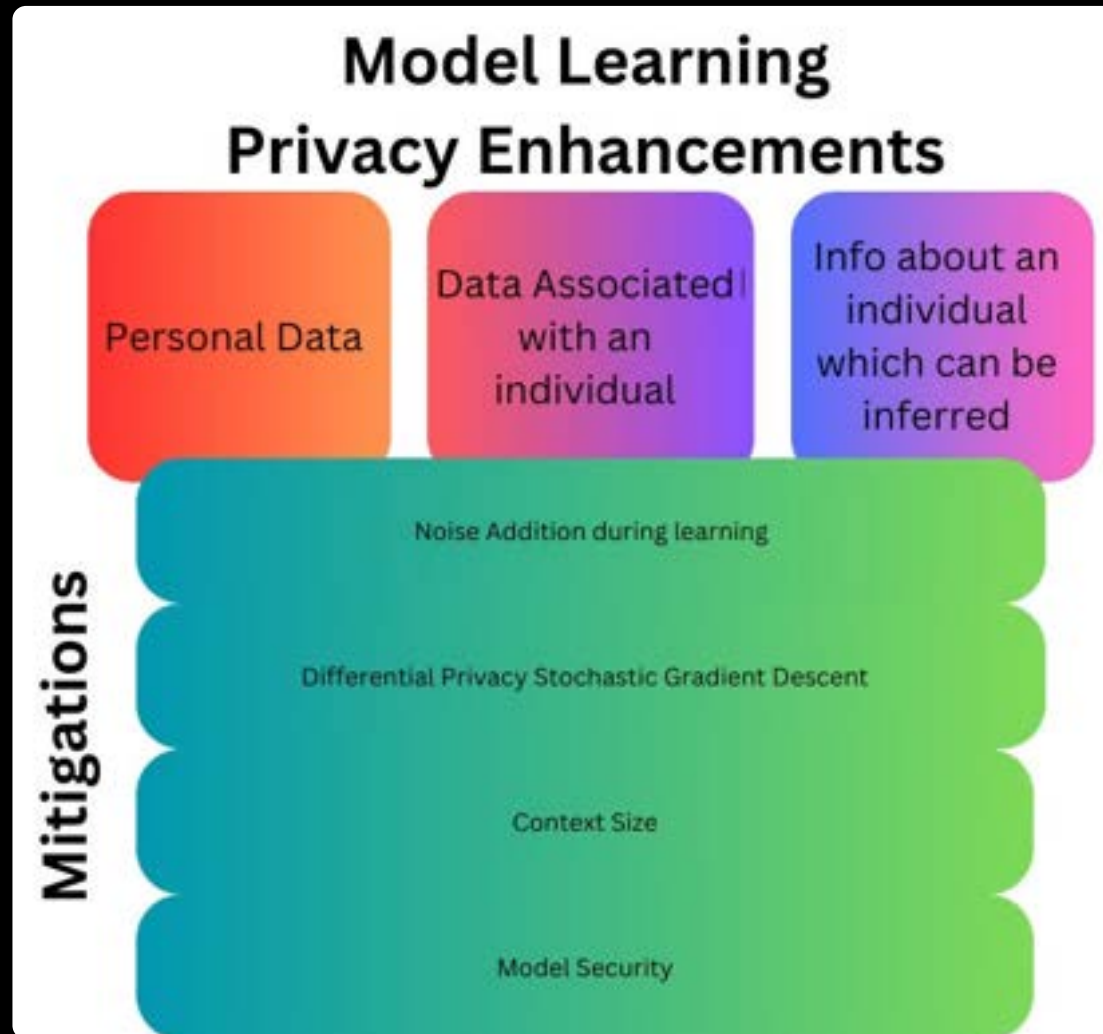 Model Learning
Privacy Enhancements
Personal Data
Data Associated
with an
individual
Info about an
individual
which can be
inferred
Mitigations
Noise Addition during learning
Differential Privacy Stochastic Gradient Descent
Context Size
Model Security